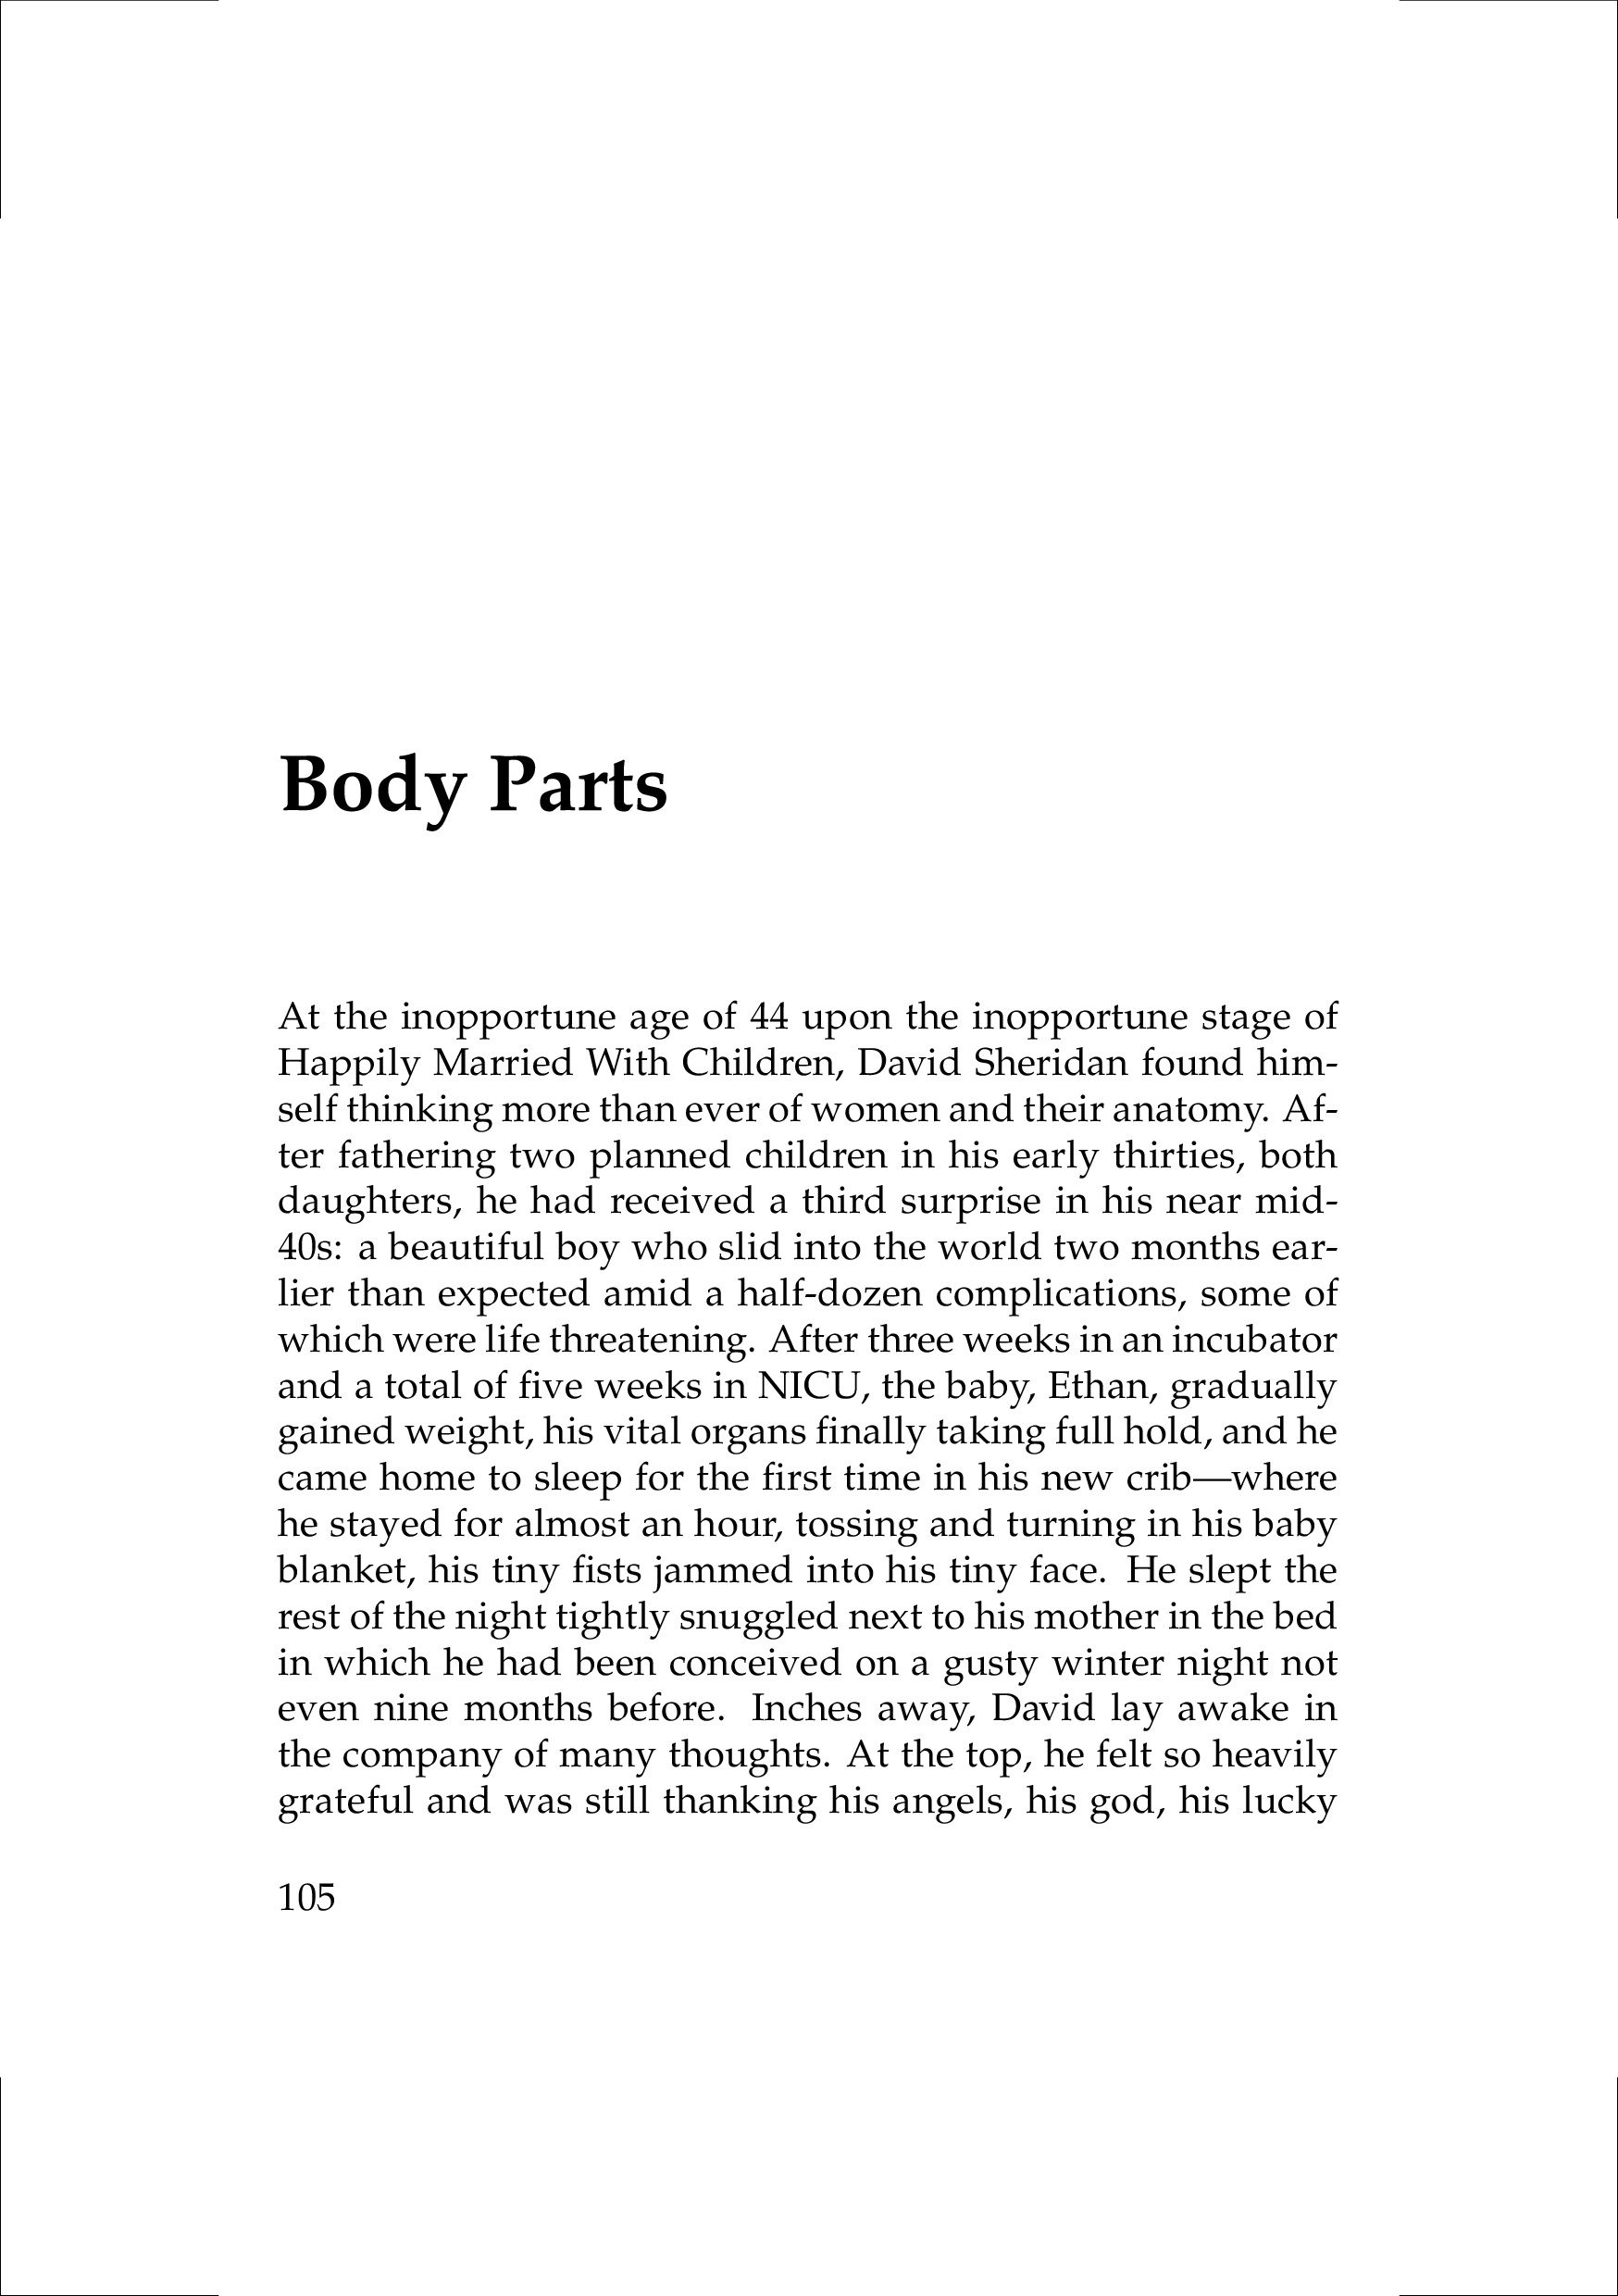 Body Parts
At the inopportune age of 44 upon the inopportune stage of
Happily Married With Children, David Sheridan found him-
self thinking more than ever of women and their anatomy. Af-
ter fathering two planned children in his early thirties, both
daughters, he had received a third surprise in his near mid-
40s: a beautiful boy who slid into the world two months ear-
lier than expected amid a half-dozen complications, some of
which were life threatening. After three weeks in an incubator
and a total of five weeks in NICU, the baby, Ethan, gradually
gained weight, his vital organs finally taking full hold, and he
came home to sleep for the first time in his new crib—where
he stayed for almost an hour, tossing and turning in his baby
blanket, his tiny fists jammed into his tiny face. He slept the
rest of the night tightly snuggled next to his mother in the bed
in which he had been conceived on a gusty winter night not
even nine months before. Inches away, David lay awake in
the company of many thoughts. At the top, he felt so heavily
grateful and was still thanking his angels, his god, his lucky
105